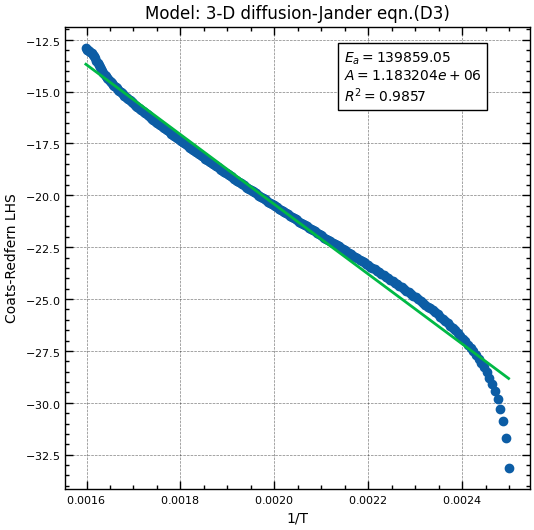 Model: 3-D diffusion-Jander eqn.(D3)
−12.5
−15.0
−17.5
−20.0
−22.5
−25.0
−27.5
−30.0
−32.5
Coats-Redfern LHS
Eₐ = 139859.05
A = 1.183204e + 06
R² = 0.9857
0.0016
0.0018
0.0020
0.0022
0.0024
1/T